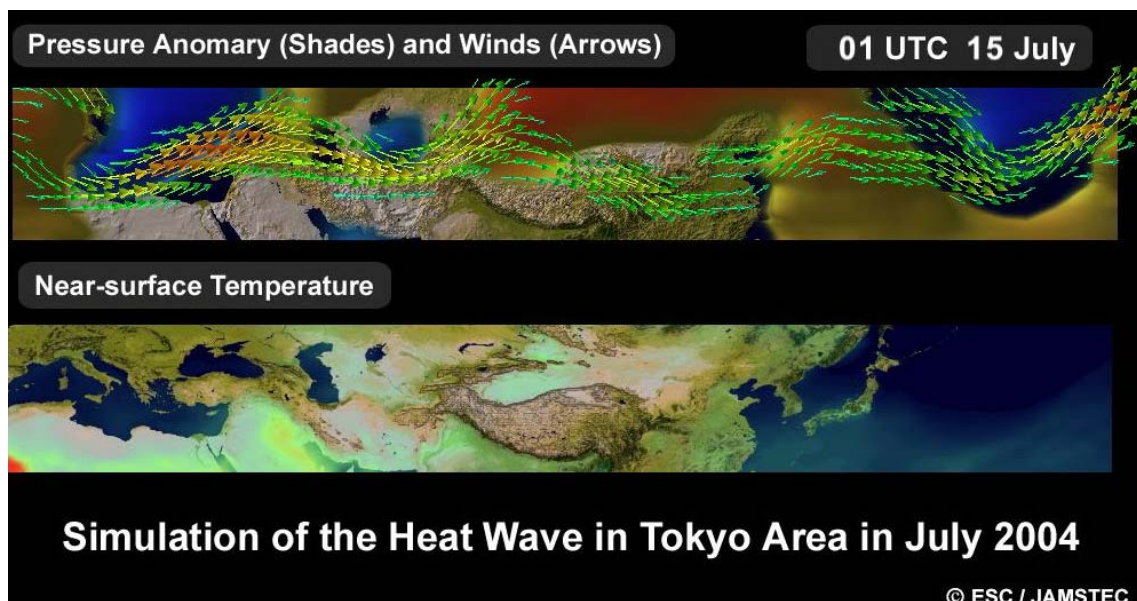 Pressure Anomary (Shades) and Winds (Arrows)
01 UTC 15 July
Near-surface Temperature
Simulation of the Heat Wave in Tokyo Area in July 2004
© ESC / JAMSTEC